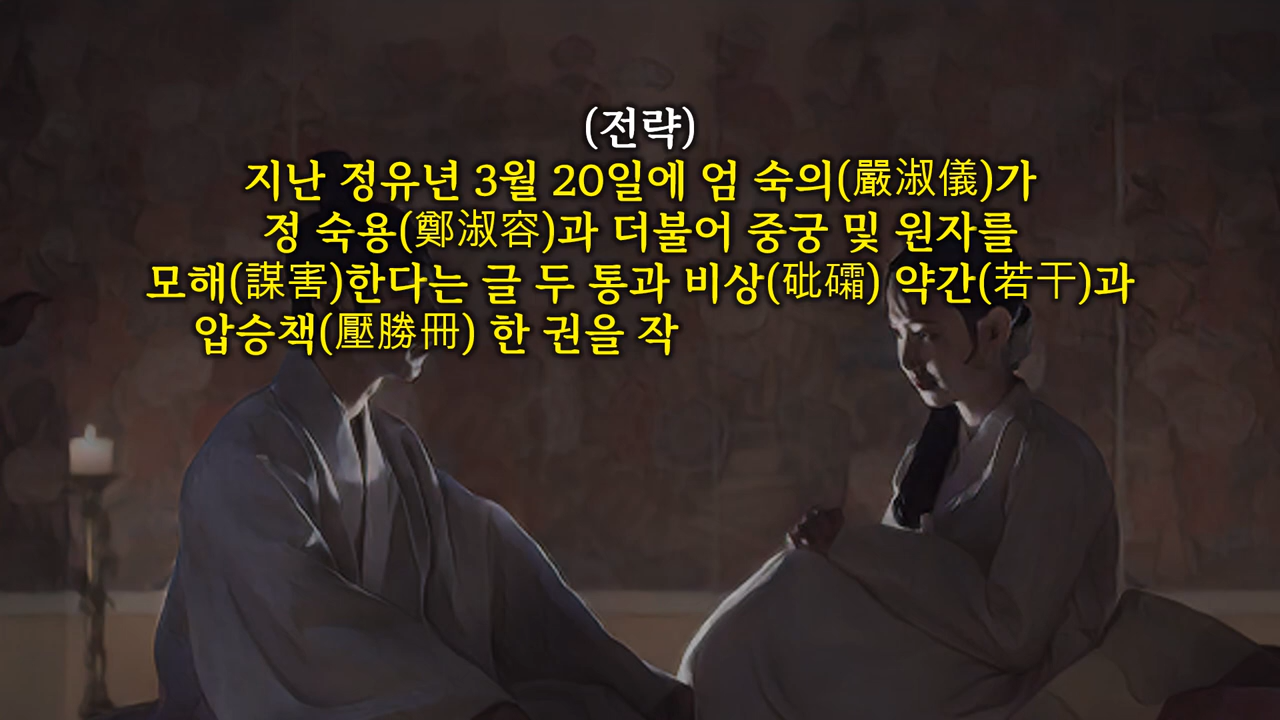 (전략)
지난 정유년 3월 20일에 엄 숙의(嚴淑儀)가
정 숙용(鄭淑容)과 더불어 중궁 및 원자를
모해(謀害)한다는 글 두 통과 비상(砒礵) 약간(若干)과
압승책(壓勝冊) 한 권을 작